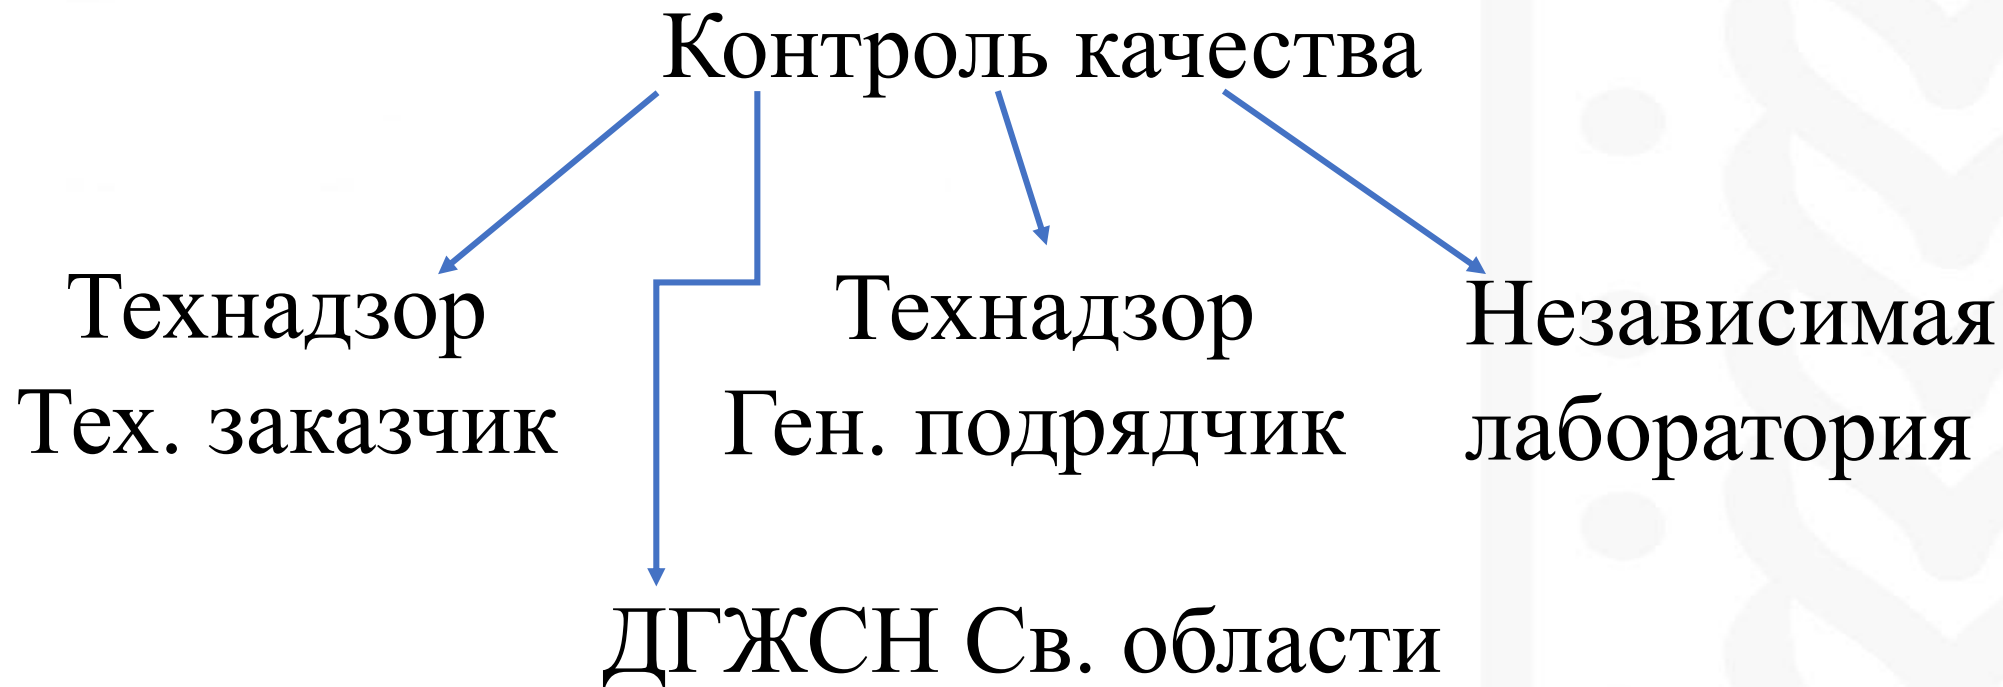 Контроль качества
Технадзор
Тех. заказчик
Технадзор
Ген. подрядчик
Независимая
лаборатория
ДГЖСН Св. области